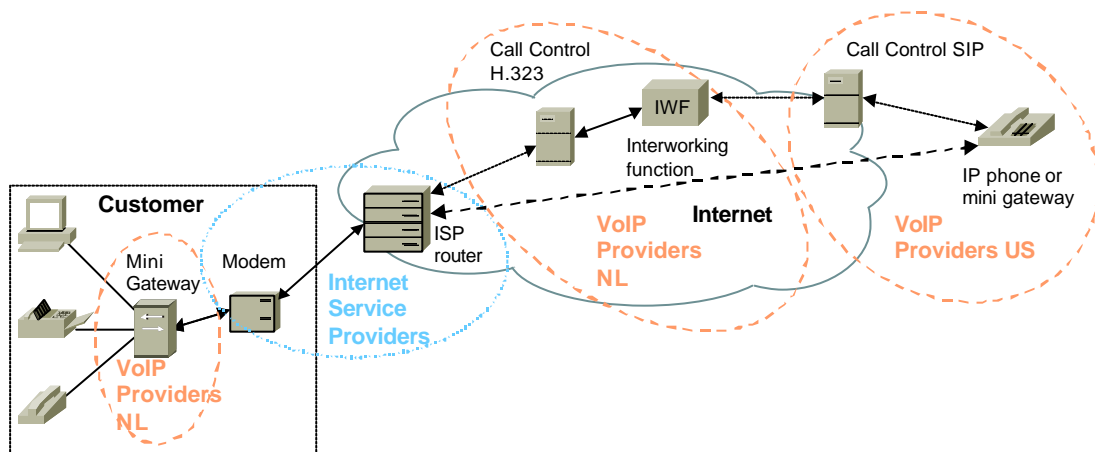 Call Control
H.323
Call Control SIP
IWF
Interworking
function
IP phone or
mini gateway
Customer
ISP
router
Internet
VoIP
Providers
NL
VoIP
Providers US
Mini
Gateway
Modem
Internet
Service
Providers
VoIP
Providers
NL